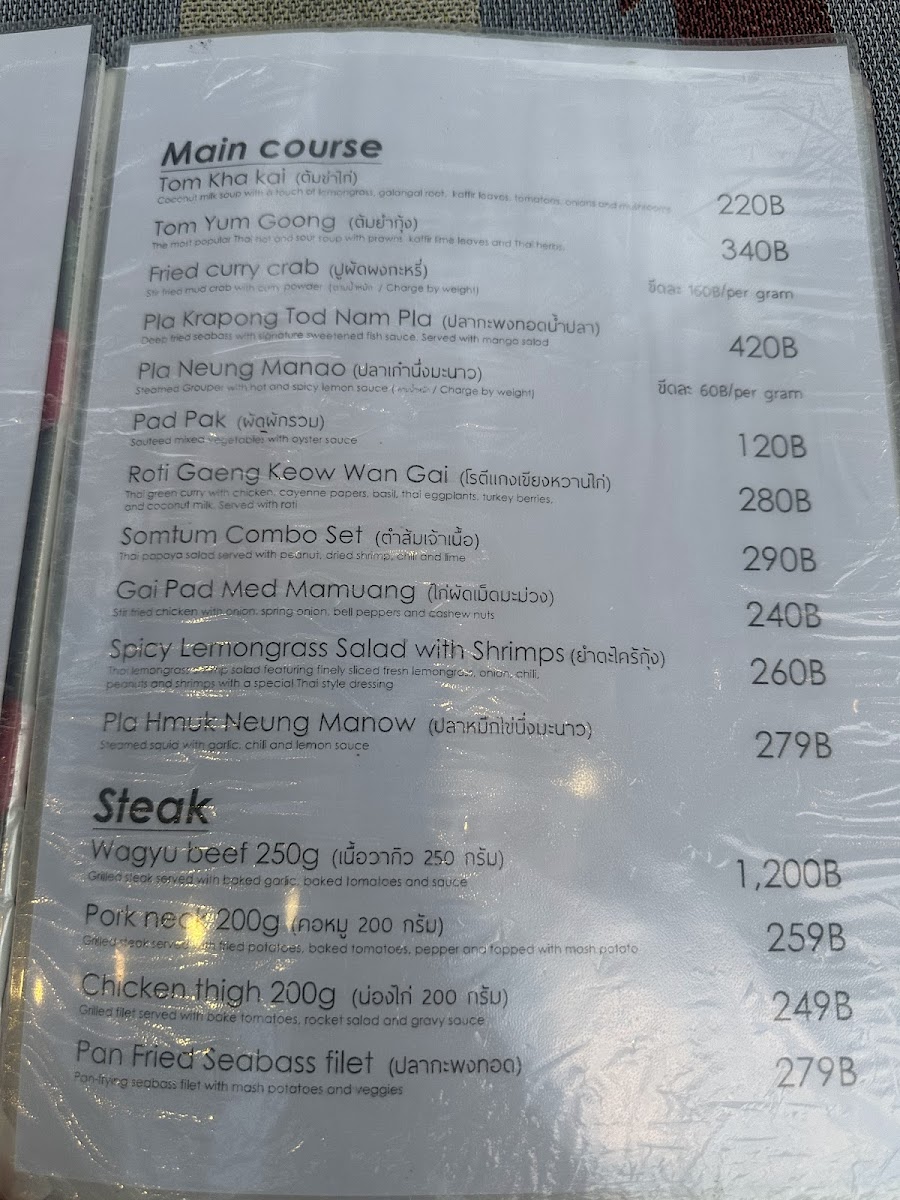 Main course
Tom Kha kai (ต้มข่าไก่) 220B
Coconut milk soup with a touch of lemongrass, galangal root, kaffir leaves, tomatoes, onions and mushrooms
Tom Yum Goong (ต้มยำกุ้ง) 340B
The most popular Thai hot and sour soup with prawns, kaffir lime leaves and Thai herbs.
Fried curry crab (ปูผัดผงกะหรี่) ขีดละ 160B/per gram
Stir fried mud crab with curry powder (ตามน้ำหนัก / Charge by weight)
Pla Krapong Tod Nam Pla (ปลากะพงทอดน้ำปลา) 420B
Deep fried seabass with signature sweetened fish sauce. Served with mango salad
Pla Neung Manao (ปลาเก๋านึ่งมะนาว) ขีดละ 60B/per gram
Steamed Grouper with hot and spicy lemon sauce ( / Charge by weight)
Pad Pak (ผัดผักรวม) 120B
Sauteed mixed vegetables with oyster sauce
Roti Gaeng Keow Wan Gai (โรตีแกงเขียงหวานไก่) 280B
Thai green curry with chicken, cayenne papers, basil, thai eggplants, turkey berries,
and coconut milk. Served with roti
Somtum Combo Set (ตำส้มเจ้าเนื้อ) 290B
Thai papaya salad served with peanut, dried shrimp, chili and lime
Gai Pad Med Mamuang (ไก่ผัดเม็ดมะม่วง) 240B
Stir fried chicken with onion, spring onion, bell peppers and cashew nuts
Spicy Lemongrass Salad with Shrimps (ยำตะไคร้กุ้ง) 260B
Thai lemongrass shrimp salad featuring finely sliced fresh lemongrass, onion, chili,
peanuts and shrimps with a special Thai style dressing
Pla Hmuk Neung Manow (ปลาหมึกไข่นึ่งมะนาว) 279B
Steamed squid with garlic, chili and lemon sauce
Steak
Wagyu beef 250g (เนื้อวากิว 250 กรัม) 1,200B
Grilled steak served with baked garlic, baked tomatoes and sauce
Pork neck 200g (คอหมู 200 กรัม) 259B
Grilled steak served with fried potatoes, baked tomatoes, pepper and topped with mash potato
Chicken thigh 200g (น่องไก่ 200 กรัม) 249B
Grilled filet served with bake tomatoes, rocket salad and gravy sauce
Pan Fried Seabass filet (ปลากะพงทอด) 279B
Pan-frying seabass filet with mash potatoes and veggies